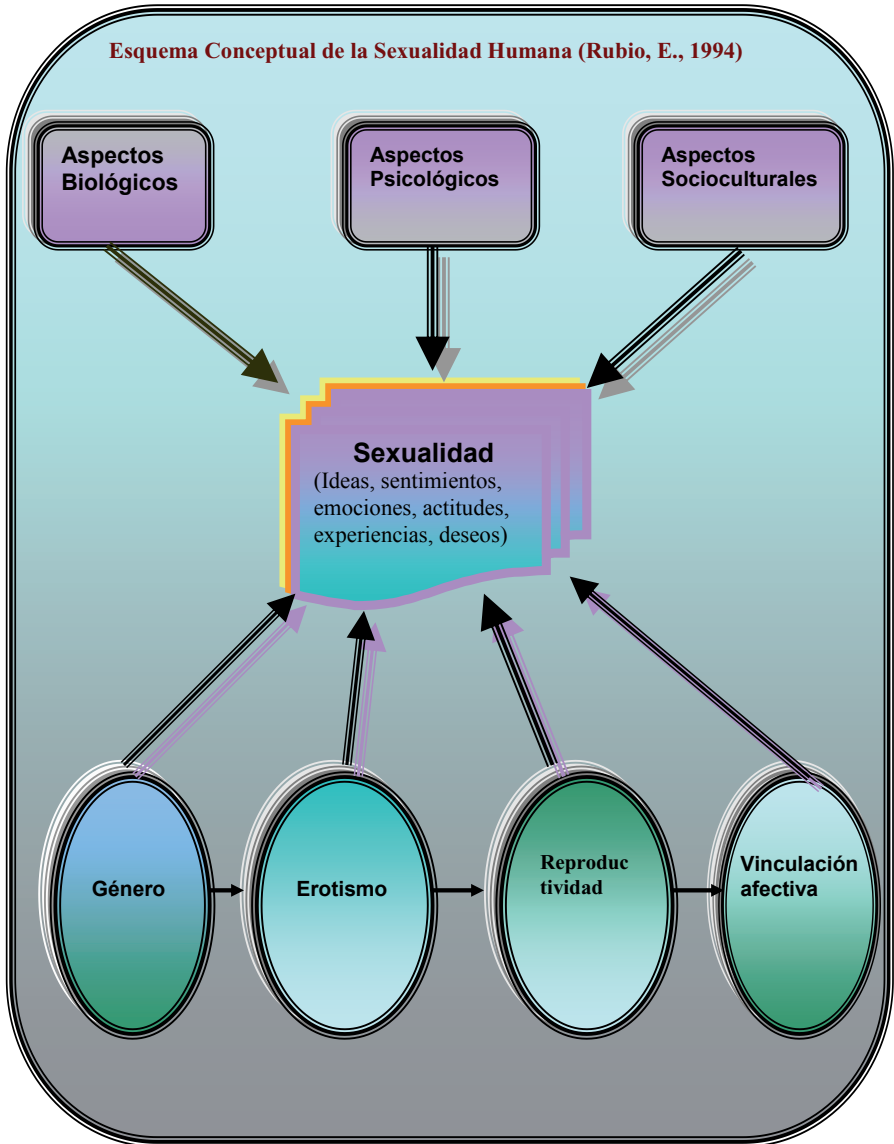 Esquema Conceptual de la Sexualidad Humana (Rubio, E., 1994)
Aspectos
Biológicos
Aspectos
Psicológicos
Aspectos
Socioculturales
Sexualidad
(Ideas, sentimientos,
emociones, actitudes,
experiencias, deseos)
Género
Erotismo
Reproduc
tividad
Vinculación
afectiva